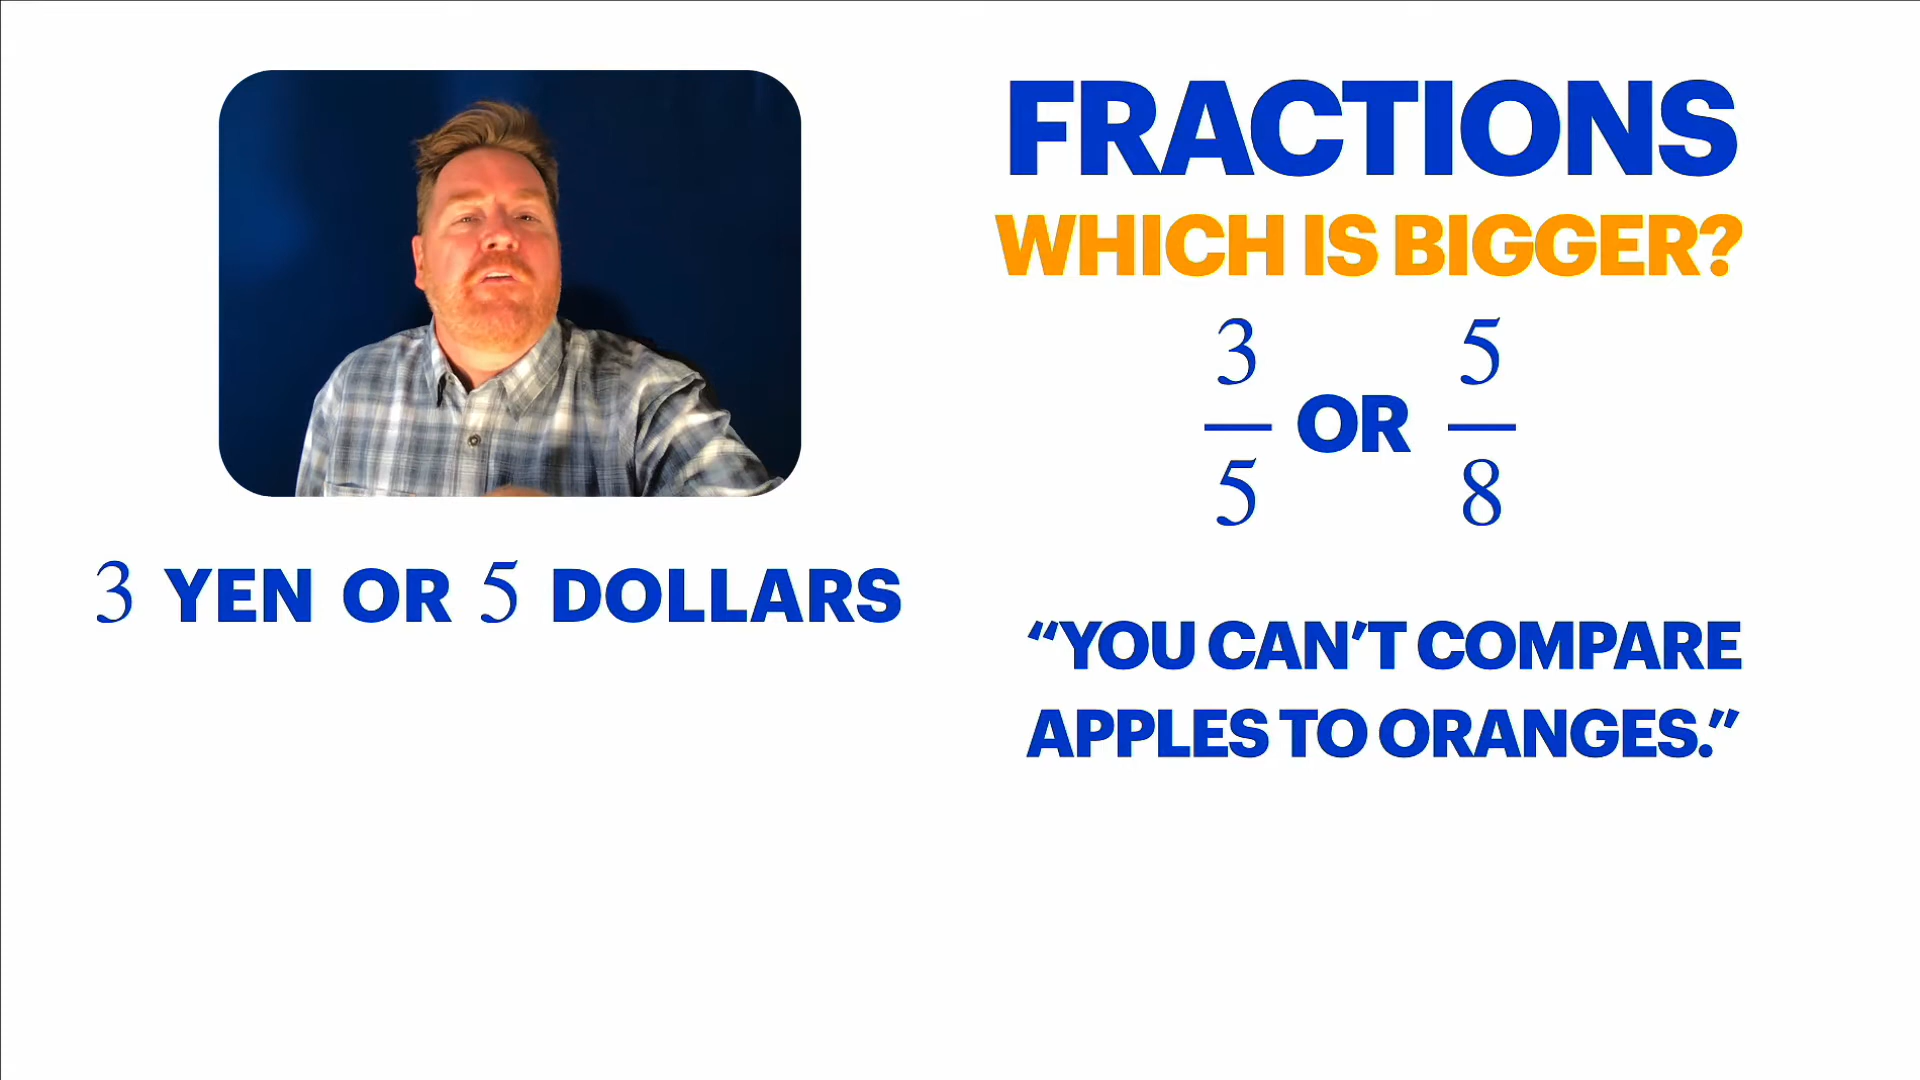 FRACTIONS
WHICH IS BIGGER?
3/5 OR 5/8
3 YEN OR 5 DOLLARS
“YOU CAN’T COMPARE
APPLES TO ORANGES.”